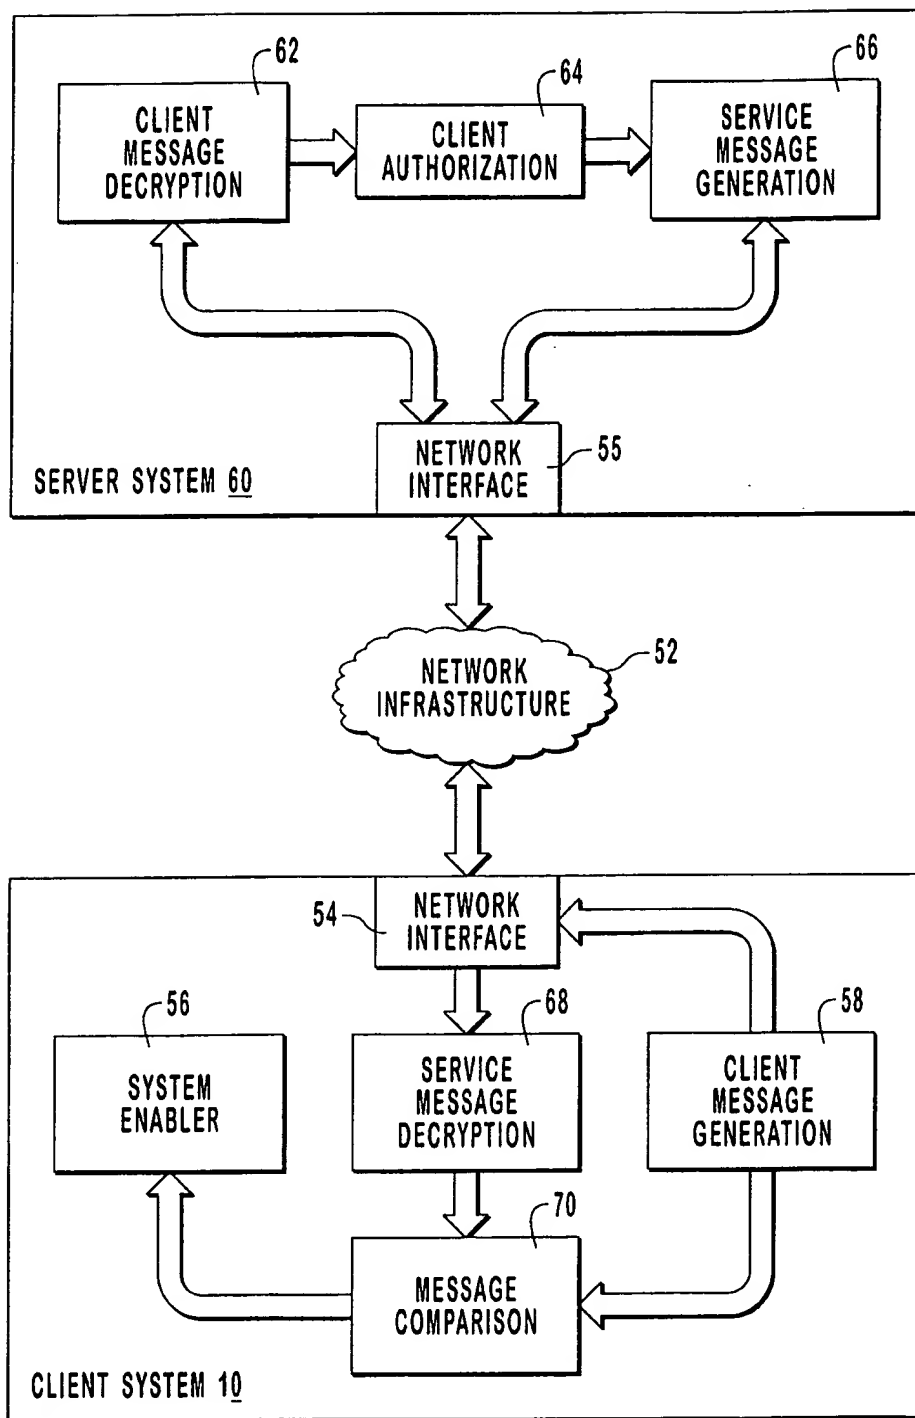 62
64
66
CLIENT
MESSAGE
DECRYPTION
CLIENT
AUTHORIZATION
SERVICE
MESSAGE
GENERATION
NETWORK
INTERFACE
55
SERVER SYSTEM 60
NETWORK
INFRASTRUCTURE
52
54
NETWORK
INTERFACE
56
68
58
SYSTEM
ENABLER
SERVICE
MESSAGE
DECRYPTION
CLIENT
MESSAGE
GENERATION
70
MESSAGE
COMPARISON
CLIENT SYSTEM 10